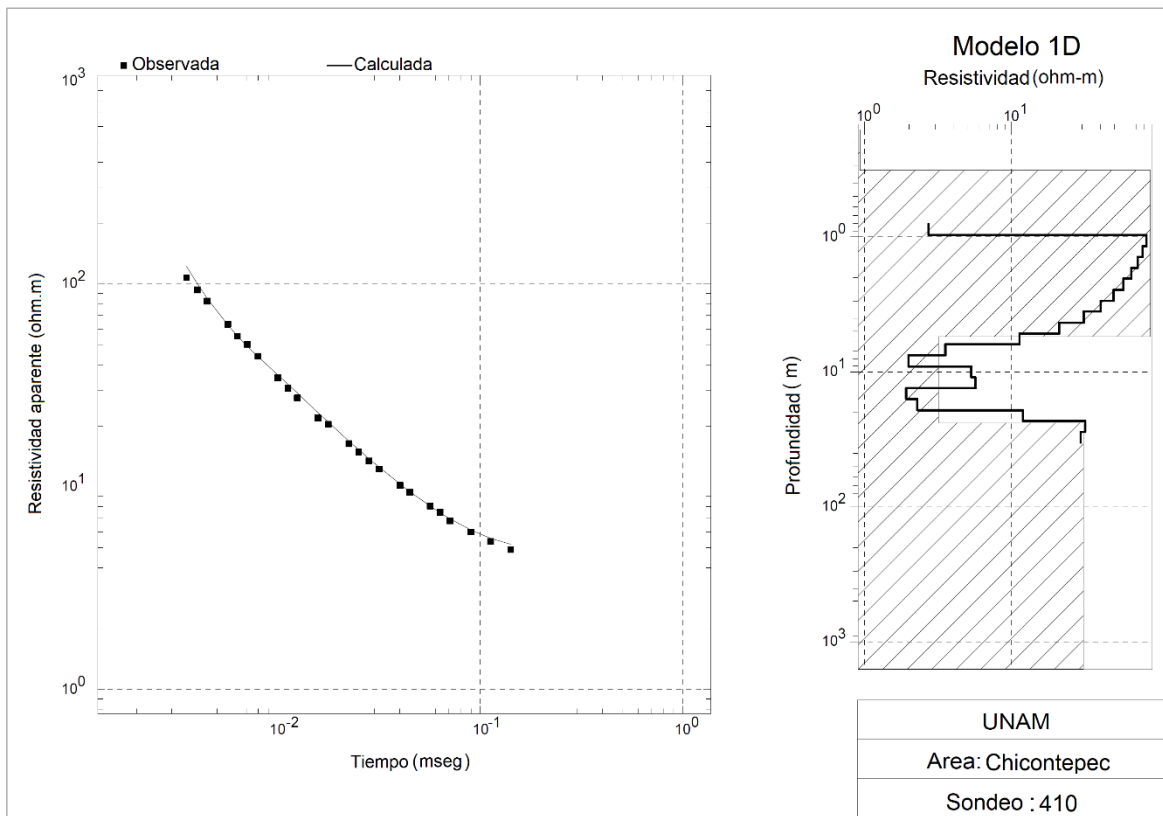 Observada
Calculada
10³
10²
10¹
10⁰
Resistividad aparente (ohm.m)
10⁻²
10⁻¹
10⁰
Tiempo (mseg)
Modelo 1D
Resistividad (ohm-m)
10⁰
10¹
10⁰
10¹
10²
10³
Profundidad ( m)
UNAM
Area: Chicontepec
Sondeo : 410